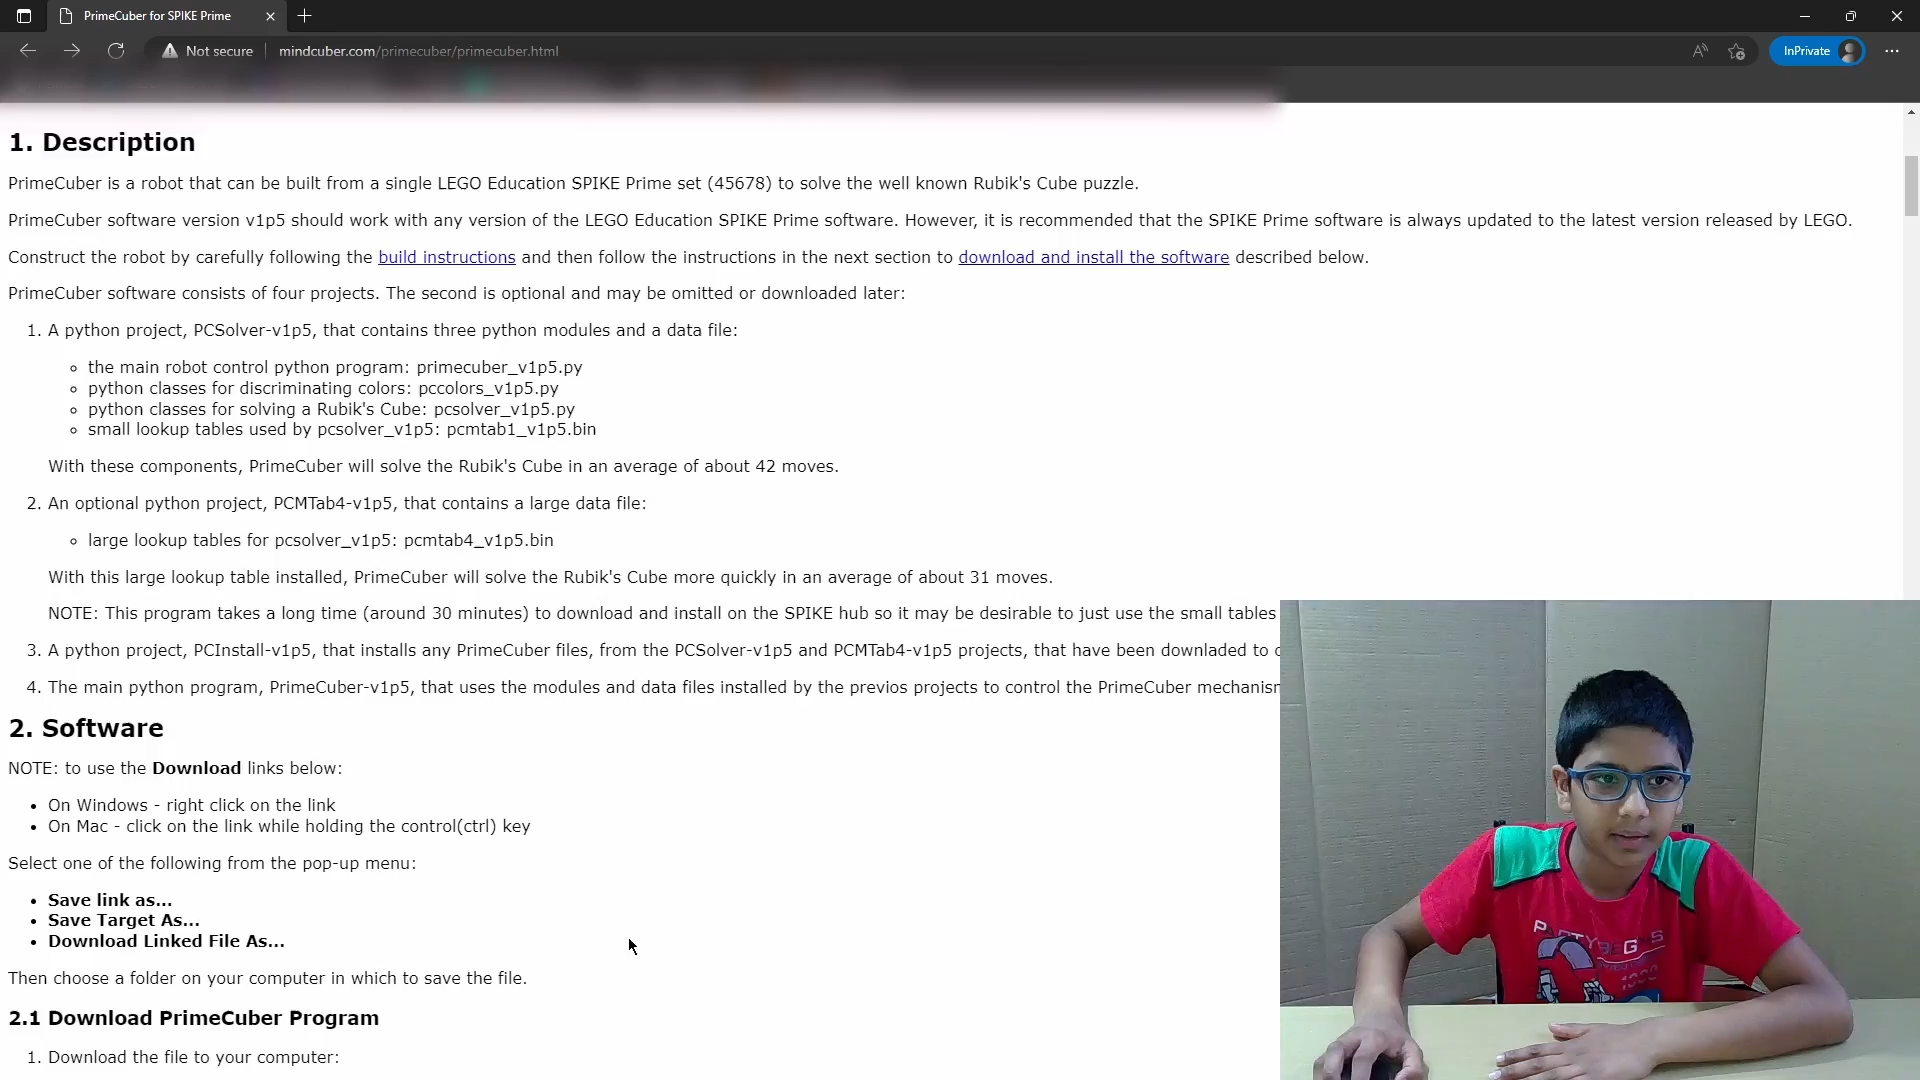 PrimeCuber for SPIKE Prime
Not secure
mindcuber.com/primecuber/primecuber.html
InPrivate
1. Description
PrimeCuber is a robot that can be built from a single LEGO Education SPIKE Prime set (45678) to solve the well known Rubik's Cube puzzle.
PrimeCuber software version v1p5 should work with any version of the LEGO Education SPIKE Prime software. However, it is recommended that the SPIKE Prime software is always updated to the latest version released by LEGO.
Construct the robot by carefully following the build instructions and then follow the instructions in the next section to download and install the software described below.
PrimeCuber software consists of four projects. The second is optional and may be omitted or downloaded later:
1. A python project, PCSolver-v1p5, that contains three python modules and a data file:
◦ the main robot control python program: primecuber_v1p5.py
◦ python classes for discriminating colors: pccolors_v1p5.py
◦ python classes for solving a Rubik's Cube: pcsolver_v1p5.py
◦ small lookup tables used by pcsolver_v1p5: pcmtab1_v1p5.bin
With these components, PrimeCuber will solve the Rubik's Cube in an average of about 42 moves.
2. An optional python project, PCMTab4-v1p5, that contains a large data file:
◦ large lookup tables for pcsolver_v1p5: pcmtab4_v1p5.bin
With this large lookup table installed, PrimeCuber will solve the Rubik's Cube more quickly in an average of about 31 moves.
NOTE: This program takes a long time (around 30 minutes) to download and install on the SPIKE hub so it may be desirable to just use the small tables
3. A python project, PCInstall-v1p5, that installs any PrimeCuber files, from the PCSolver-v1p5 and PCMTab4-v1p5 projects, that have been downladed to
4. The main python program, PrimeCuber-v1p5, that uses the modules and data files installed by the previos projects to control the PrimeCuber mechanism
2. Software
NOTE: to use the Download links below:
• On Windows - right click on the link
• On Mac - click on the link while holding the control(ctrl) key
Select one of the following from the pop-up menu:
• Save link as...
• Save Target As...
• Download Linked File As...
Then choose a folder on your computer in which to save the file.
2.1 Download PrimeCuber Program
1. Download the file to your computer: